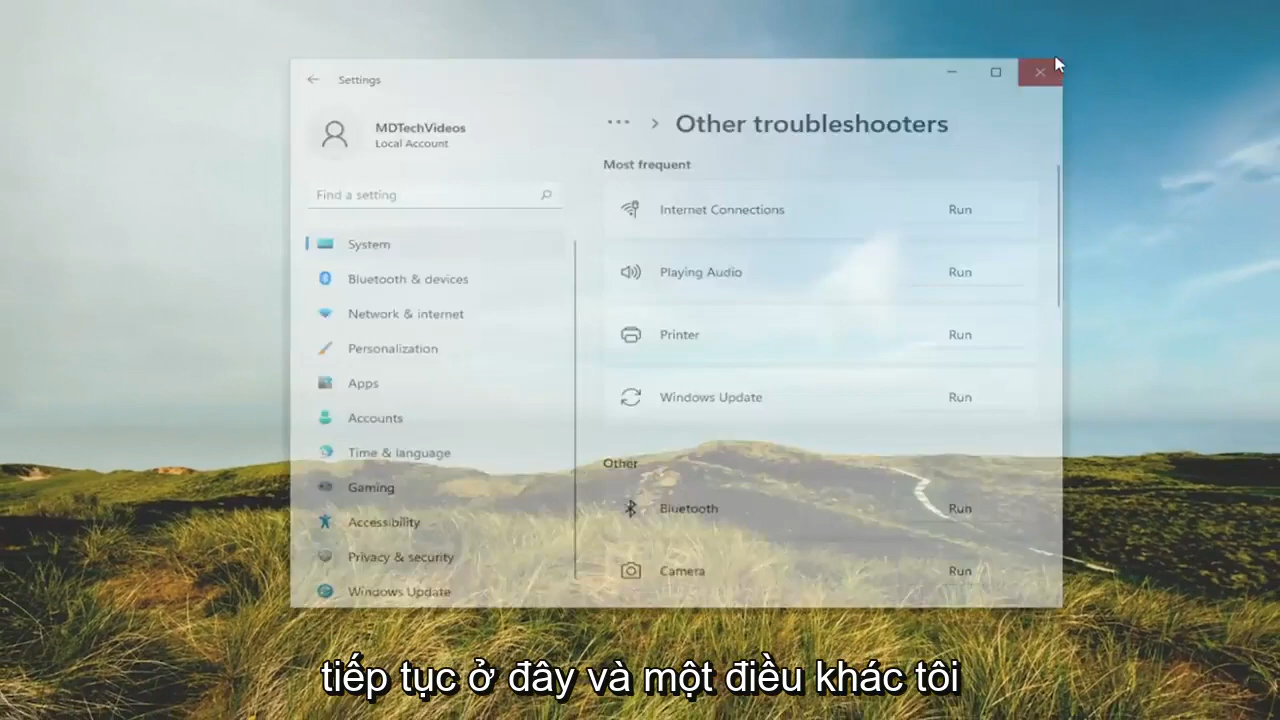 Settings
MDTechVideos
Local Account
Find a setting
System
Bluetooth & devices
Network & internet
Personalization
Apps
Accounts
Time & language
Gaming
Accessibility
Privacy & security
Windows Update
... > Other troubleshooters
Most frequent
Internet Connections Run
Playing Audio Run
Printer Run
Windows Update Run
Other
Bluetooth Run
Camera Run
tiếp tục ở đây và một điều khác tôi